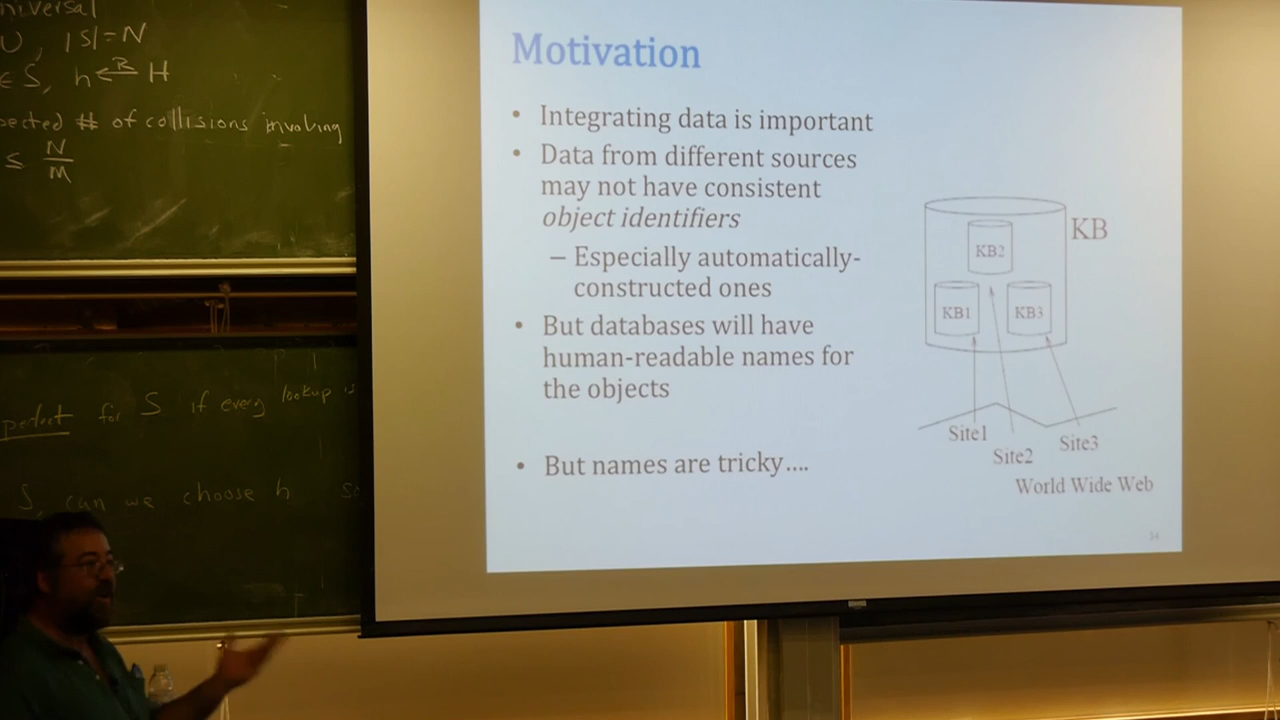 niversal
U, |S|=N
∈ S, h ←R H
pected # of collisions involving
≤ N/M
perfect for S if every lookup is
S, can we choose h so
Motivation
• Integrating data is important
• Data from different sources
may not have consistent
object identifiers
– Especially automatically-
constructed ones
• But databases will have
human-readable names for
the objects
• But names are tricky....
KB
KB2
KB1 KB3
Site1
Site2
Site3
World Wide Web
34